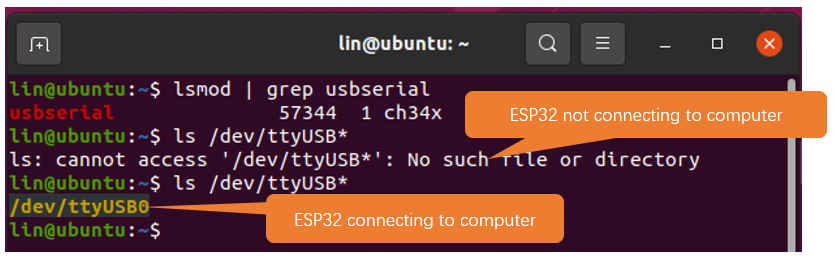 lin@ubuntu: ~
lin@ubuntu:~$ lsmod | grep usbserial
usbserial 57344 1 ch34x
ESP32 not connecting to computer
lin@ubuntu:~$ ls /dev/ttyUSB*
ls: cannot access '/dev/ttyUSB*': No such file or directory
lin@ubuntu:~$ ls /dev/ttyUSB*
/dev/ttyUSB0
ESP32 connecting to computer
lin@ubuntu:~$